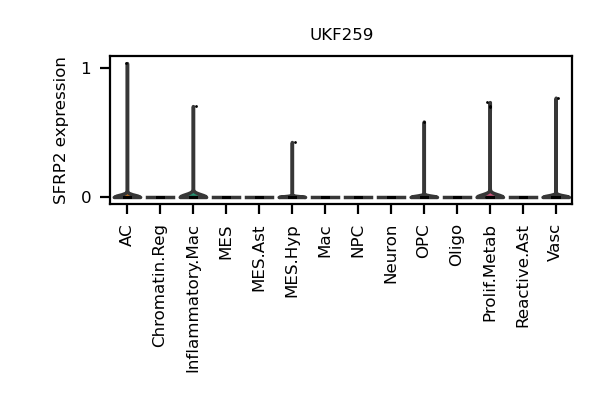 UKF259
SFRP2 expression
1
0
AC
Chromatin.Reg
Inflammatory.Mac
MES
MES.Ast
MES.Hyp
Mac
NPC
Neuron
OPC
Oligo
Prolif.Metab
Reactive.Ast
Vasc